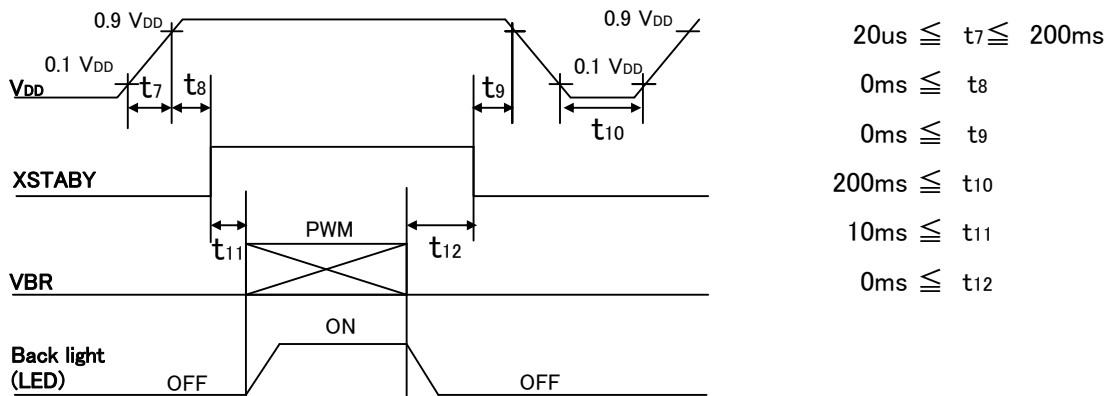 0.9 VDD
0.9 VDD
0.1 VDD
0.1 VDD
VDD
t7
t8
t9
t10
XSTABY
t11
PWM
t12
VBR
ON
Back light
(LED)
OFF
OFF
20us ≦ t7≦ 200ms
0ms ≦ t8
0ms ≦ t9
200ms ≦ t10
10ms ≦ t11
0ms ≦ t12